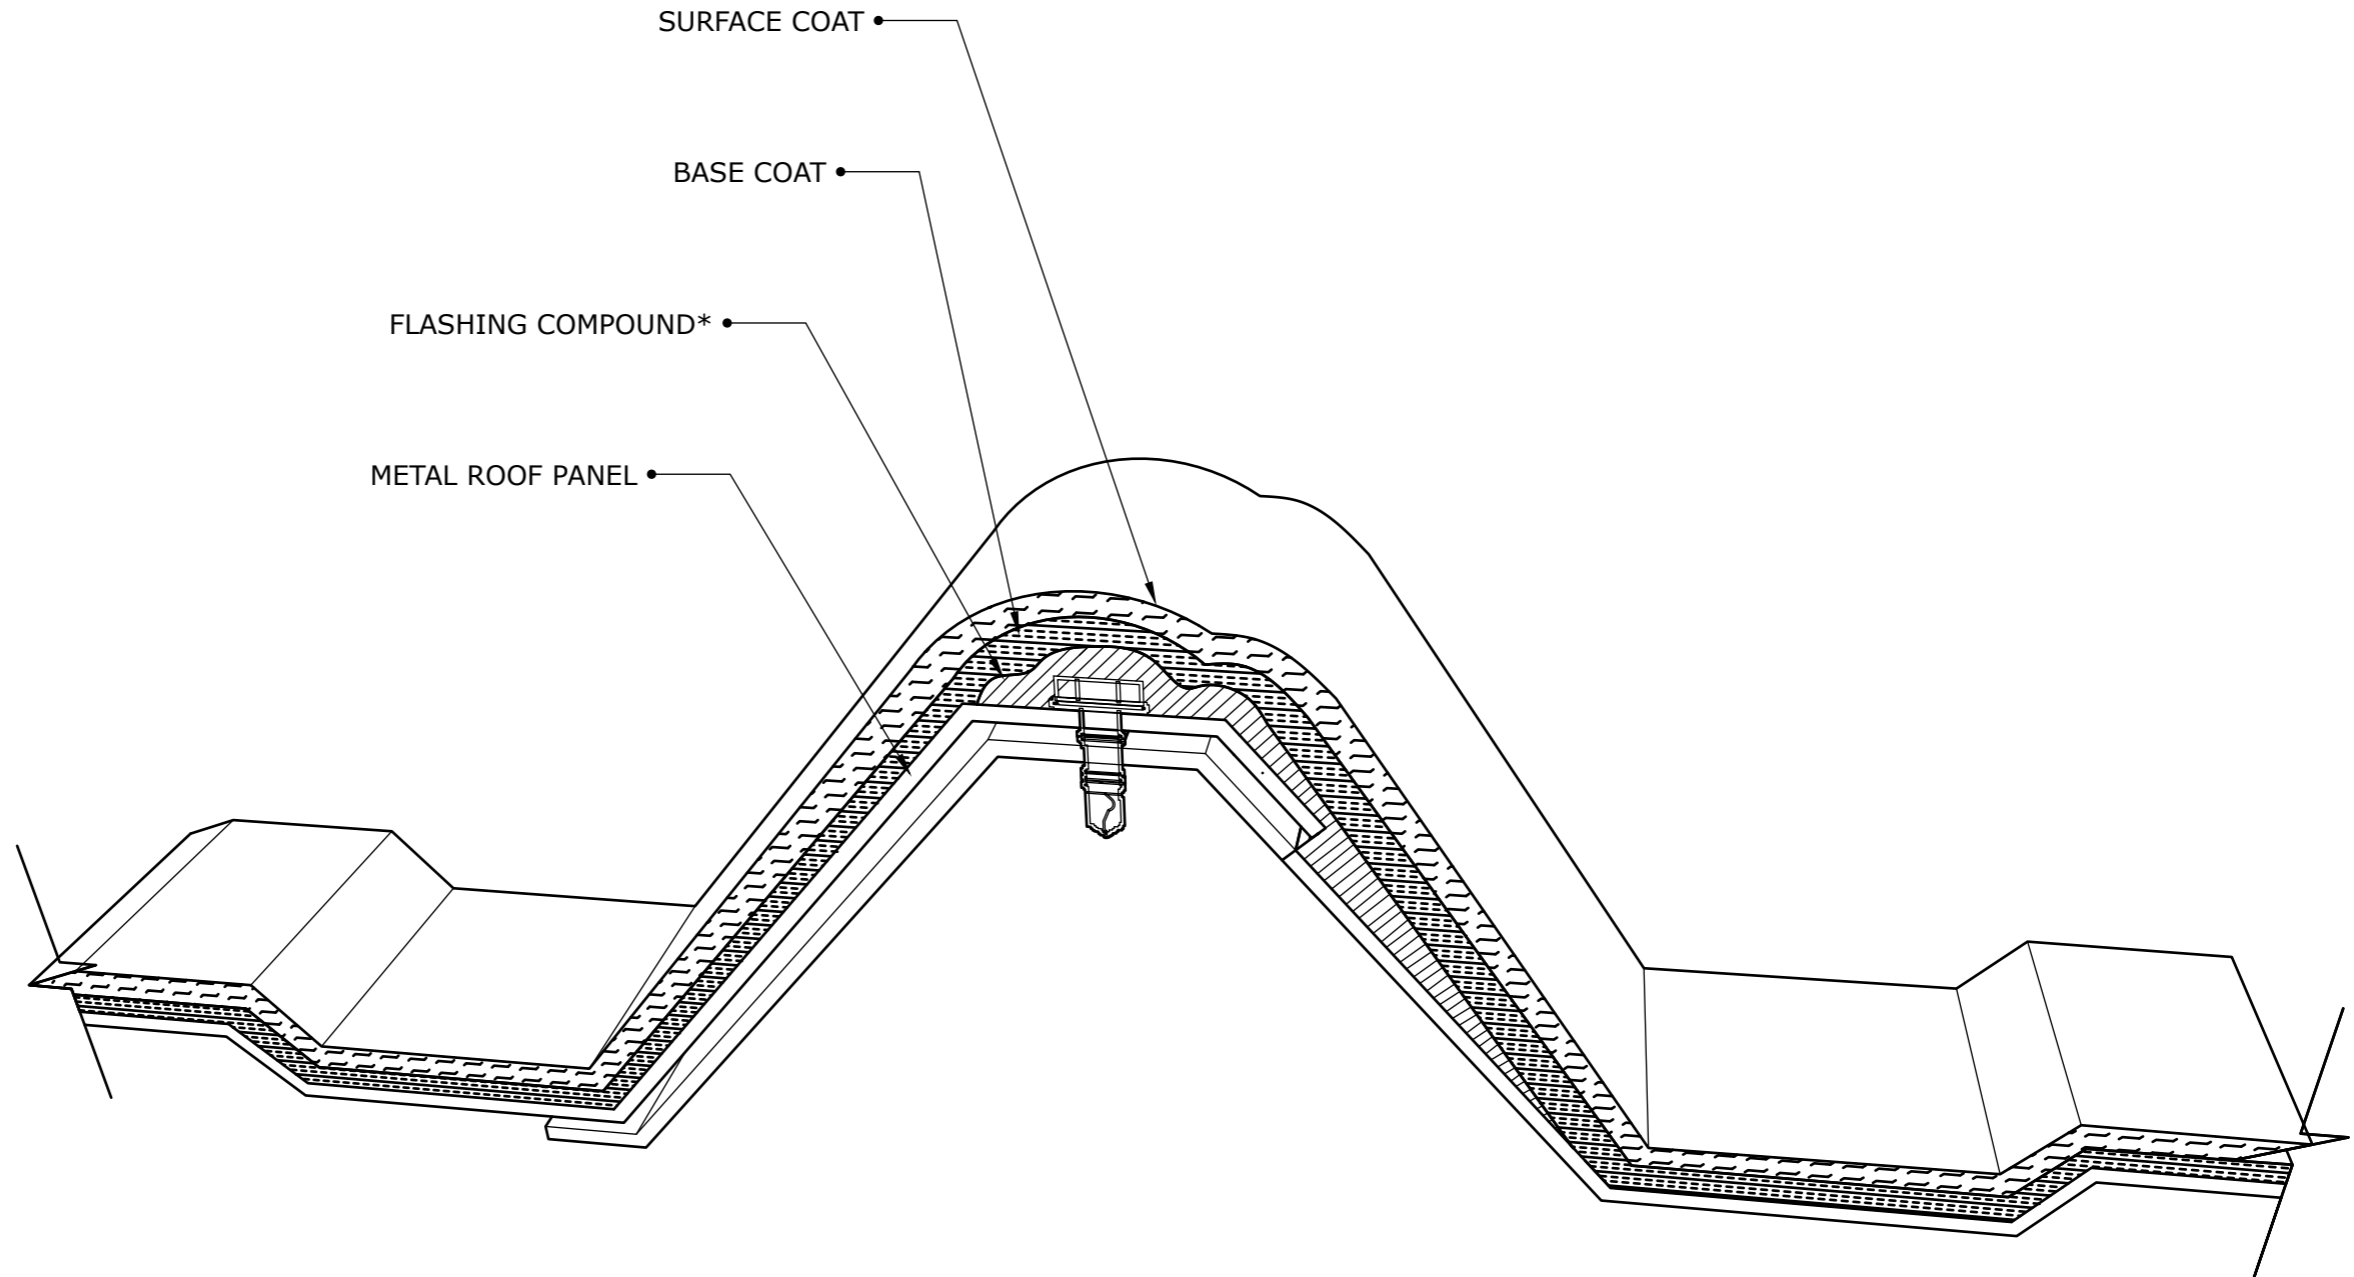 SURFACE COAT
BASE COAT
FLASHING COMPOUND*
METAL ROOF PANEL